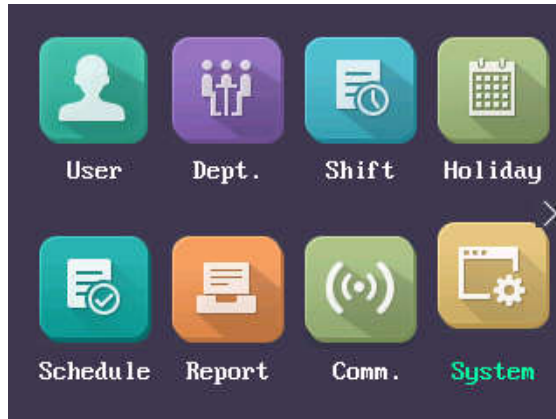 User Dept. Shift Holiday
Schedule Report Comm. System